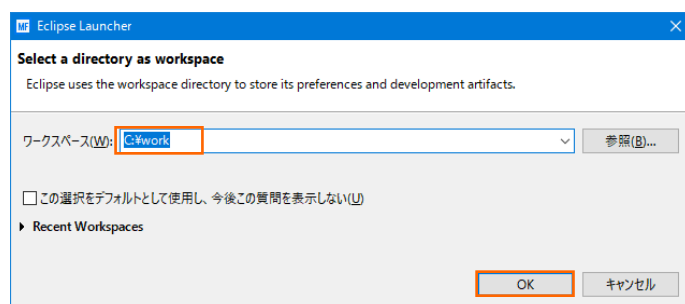 MF Eclipse Launcher
Select a directory as workspace
Eclipse uses the workspace directory to store its preferences and development artifacts.
ワークスペース(W): C:¥work 参照(B)...
この選択をデフォルトとして使用し、今後この質問を表示しない(U)
Recent Workspaces
OK キャンセル